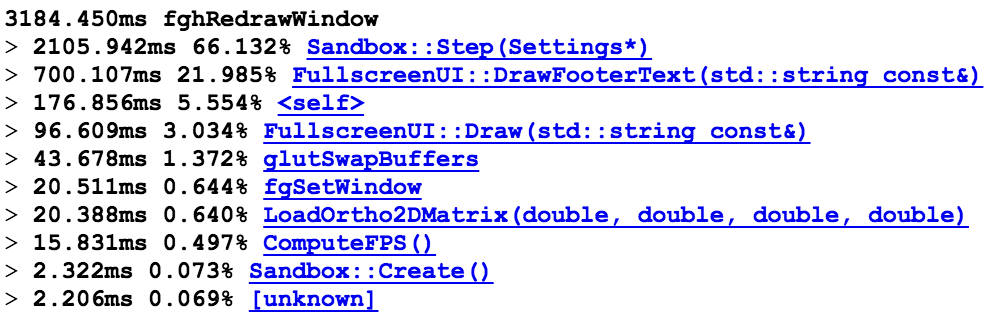 3184.450ms fghRedrawWindow
> 2105.942ms 66.132% Sandbox::Step(Settings*)
> 700.107ms 21.985% FullscreenUI::DrawFooterText(std::string const&)
> 176.856ms 5.554% <self>
> 96.609ms 3.034% FullscreenUI::Draw(std::string const&)
> 43.678ms 1.372% glutSwapBuffers
> 20.511ms 0.644% fgSetWindow
> 20.388ms 0.640% LoadOrtho2DMatrix(double, double, double, double)
> 15.831ms 0.497% ComputeFPS()
> 2.322ms 0.073% Sandbox::Create()
> 2.206ms 0.069% [unknown]